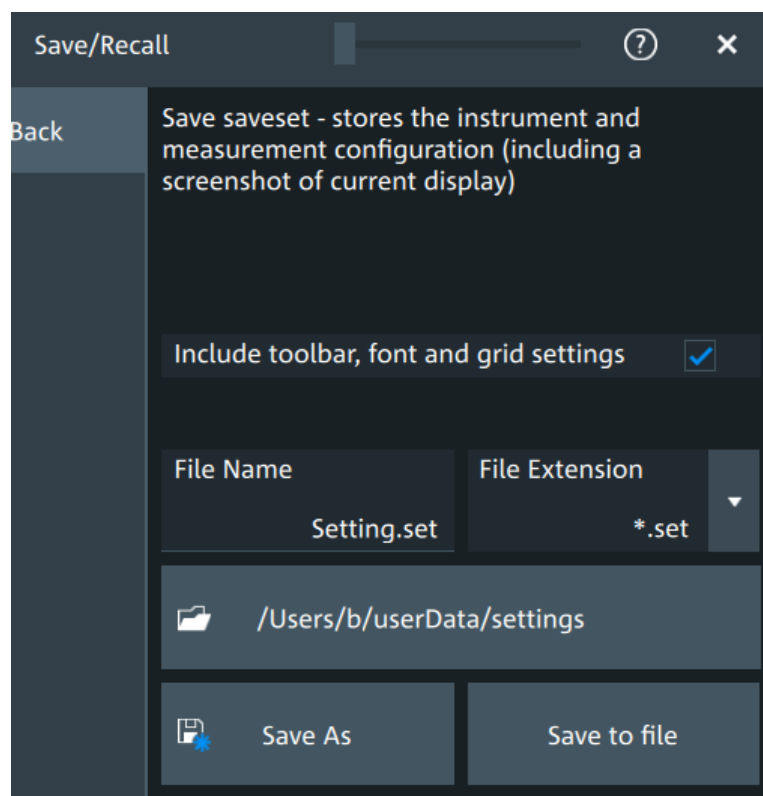 Save/Recall
Back
Save saveset - stores the instrument and
measurement configuration (including a
screenshot of current display)
Include toolbar, font and grid settings
File Name
File Extension
Setting.set
*.set
/Users/b/userData/settings
Save As
Save to file